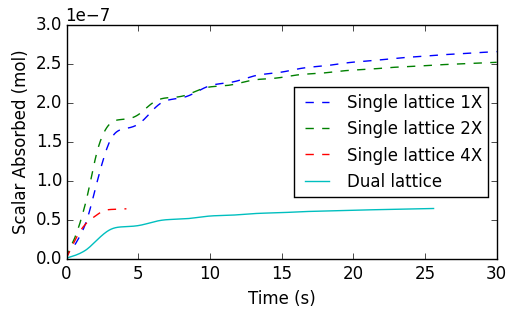 1e−7
3.0
2.5
2.0
1.5
1.0
0.5
0.0
Scalar Absorbed (mol)
Single lattice 1X
Single lattice 2X
Single lattice 4X
Dual lattice
0 5 10 15 20 25 30
Time (s)